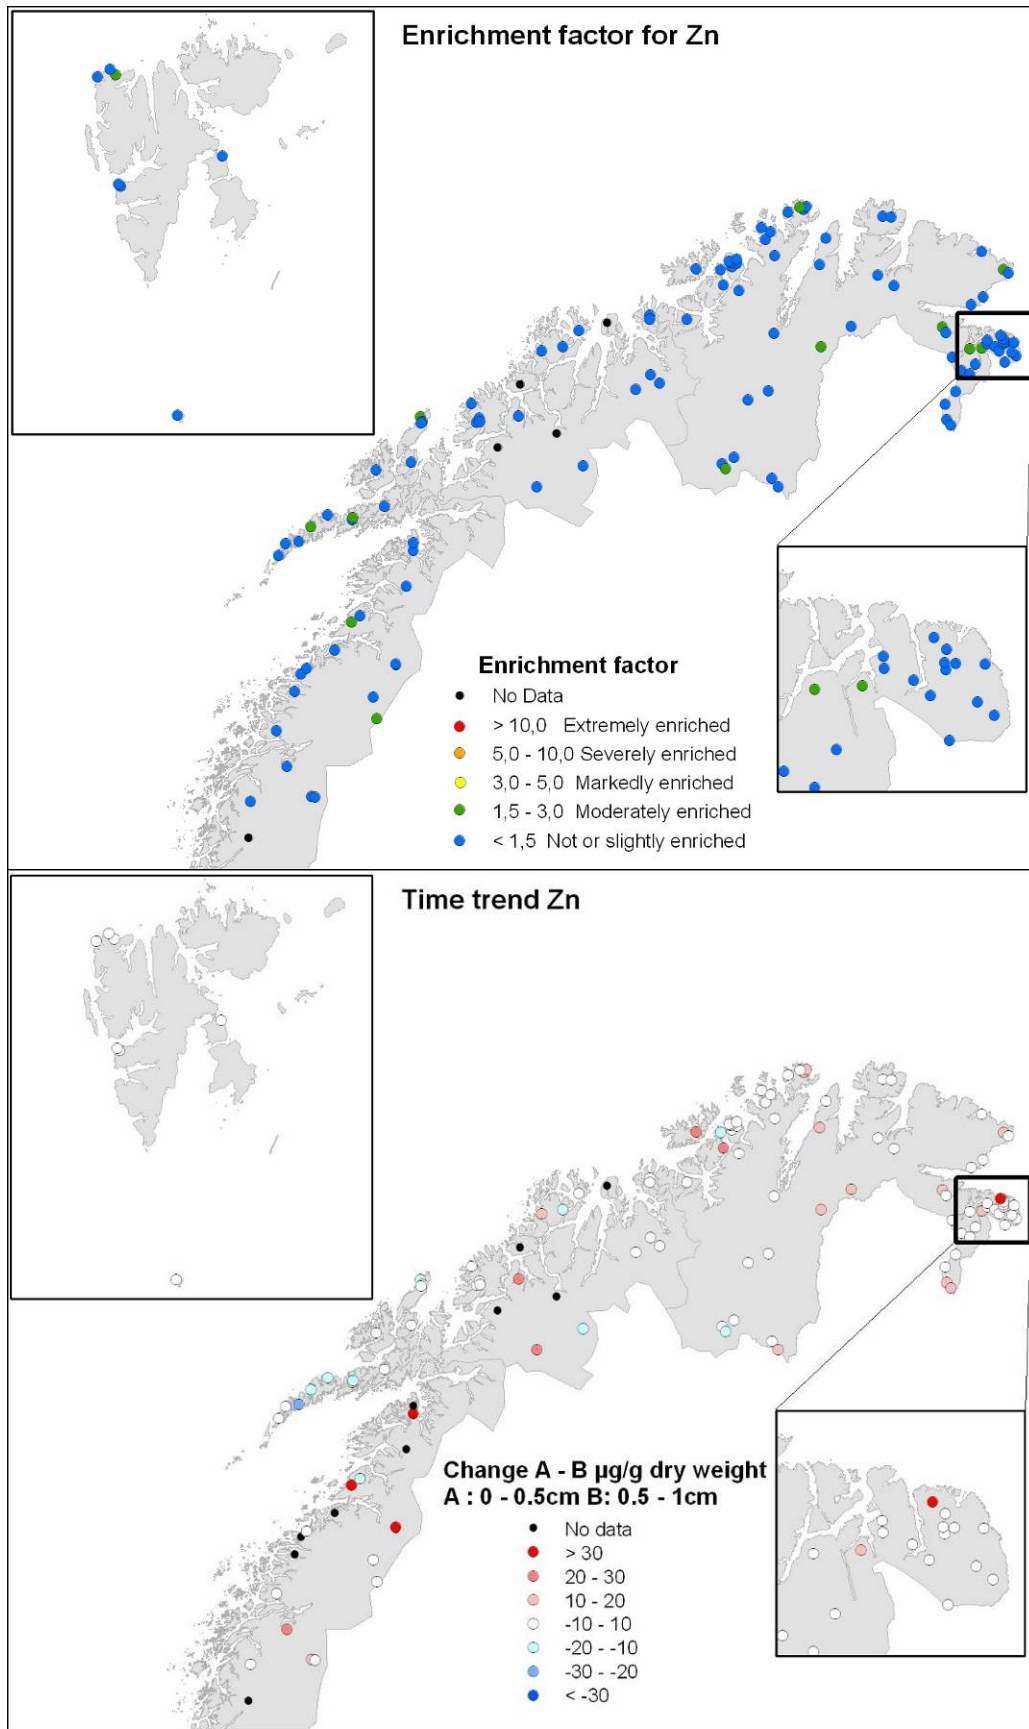 Enrichment factor for Zn
Enrichment factor
No Data
> 10,0 Extremely enriched
5,0 - 10,0 Severely enriched
3,0 - 5,0 Markedly enriched
1,5 - 3,0 Moderately enriched
< 1,5 Not or slightly enriched
Time trend Zn
Change A - B µg/g dry weight
A : 0 - 0.5cm B: 0.5 - 1cm
No data
> 30
20 - 30
10 - 20
-10 - 10
-20 - -10
-30 - -20
< -30